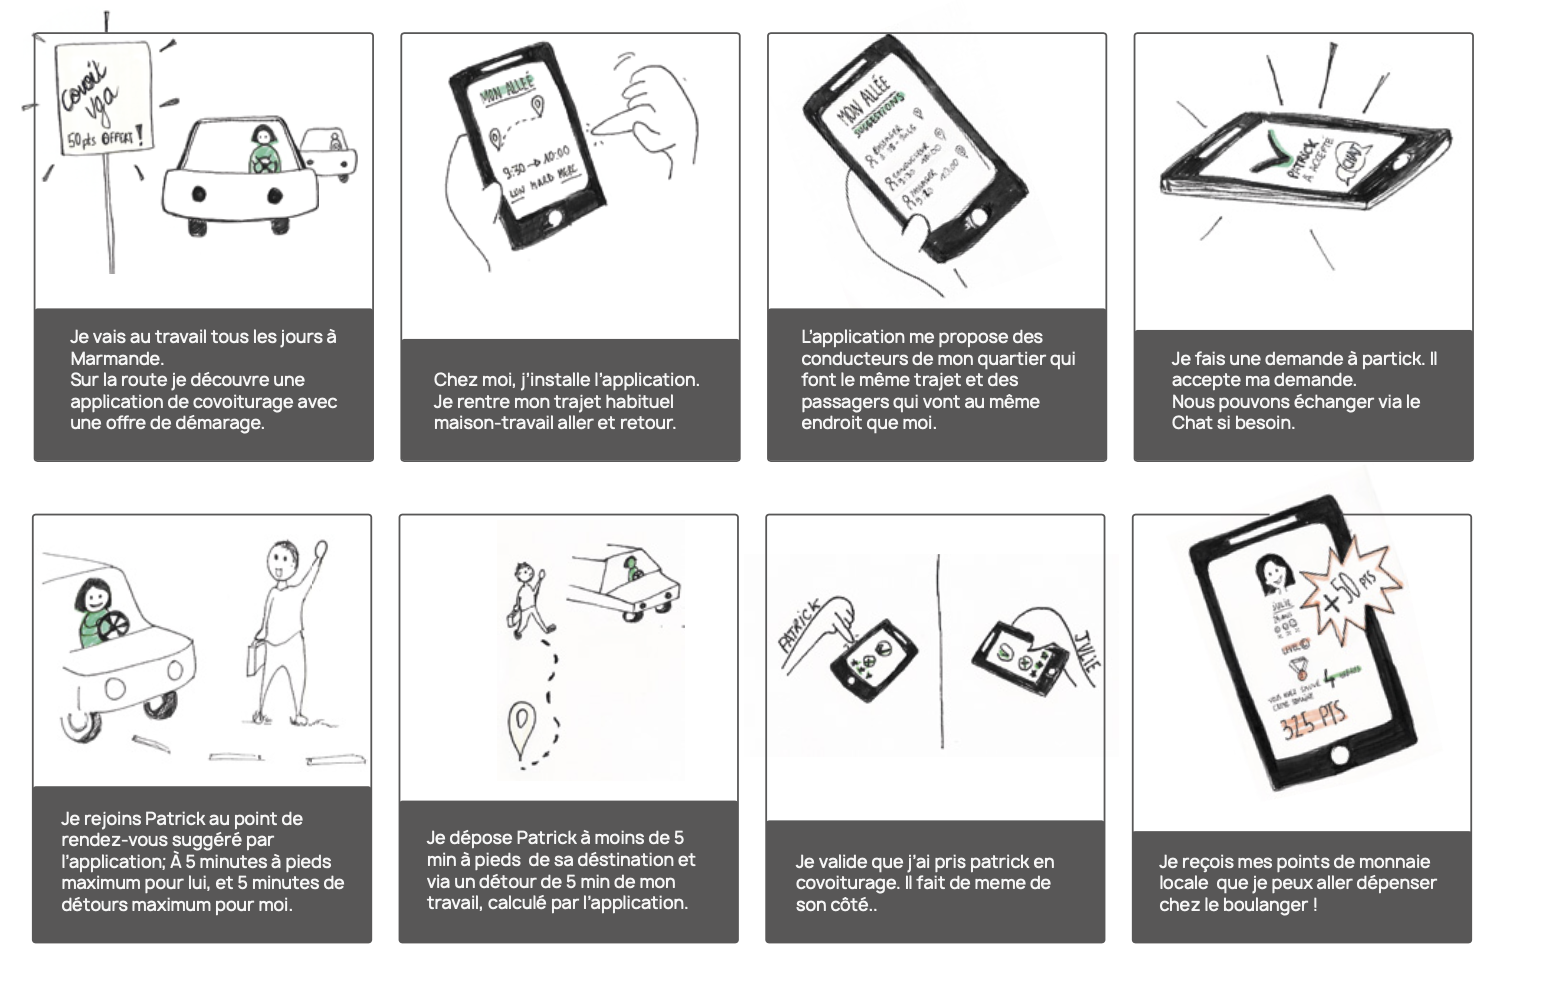 covoit
vga
50pts OFFERT !
Je vais au travail tous les jours à
Marmande.
Sur la route je découvre une
application de covoiturage avec
une offre de démarage.
MON ALLEÉ
9:30 → 10:00
LUN MARD MERC
Chez moi, j’installe l’application.
Je rentre mon trajet habituel
maison-travail aller et retour.
MON ALLÉE
SUGGESTIONS
L’application me propose des
conducteurs de mon quartier qui
font le même trajet et des
passagers qui vont au même
endroit que moi.
PATRICK
A ACCEPTÉ
CHAT
Je fais une demande à partick. Il
accepte ma demande.
Nous pouvons échanger via le
Chat si besoin.
Je rejoins Patrick au point de
rendez-vous suggéré par
l’application; À 5 minutes à pieds
maximum pour lui, et 5 minutes de
détours maximum pour moi.
Je dépose Patrick à moins de 5
min à pieds  de sa déstination et
via un détour de 5 min de mon
travail, calculé par l’application.
PATRICK
JULIE
Je valide que j’ai pris patrick en
covoiturage. Il fait de meme de
son côté..
+50 PTS
JULIE
VOUS AVEZ
4
325 PTS
Je reçois mes points de monnaie
locale  que je peux aller dépenser
chez le boulanger !